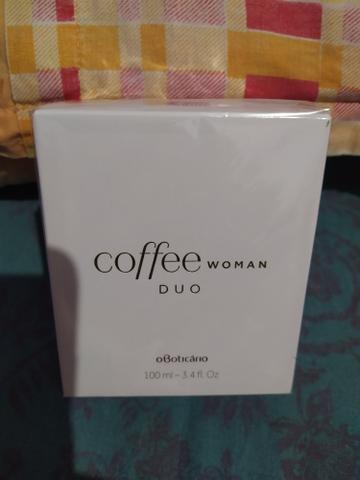 coffee WOMAN
DUO
oBoticário
100 ml – 3.4 fl. Oz